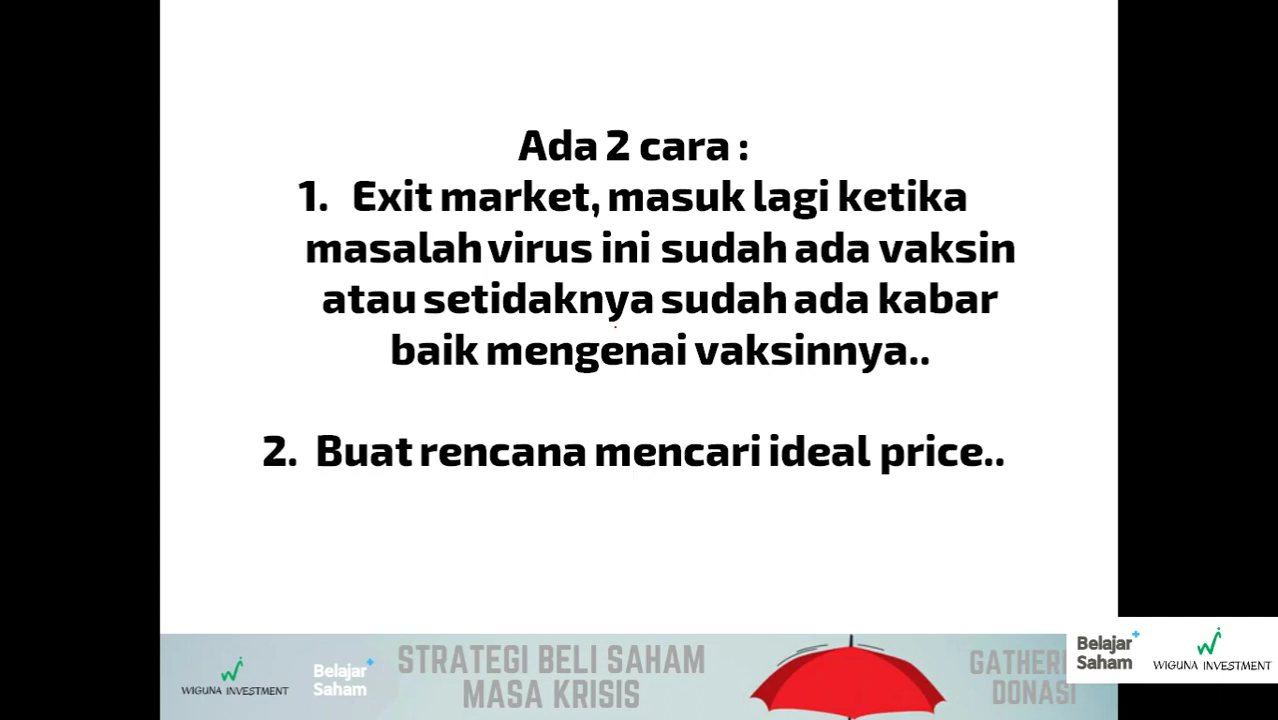 Ada 2 cara :
1. Exit market, masuk lagi ketika
masalah virus ini sudah ada vaksin
atau setidaknya sudah ada kabar
baik mengenai vaksinnya..
2. Buat rencana mencari ideal price..
WIGUNA INVESTMENT
Belajar+
Saham
STRATEGI BELI SAHAM
MASA KRISIS
DONASI
Belajar+
Saham
WIGUNA INVESTMENT